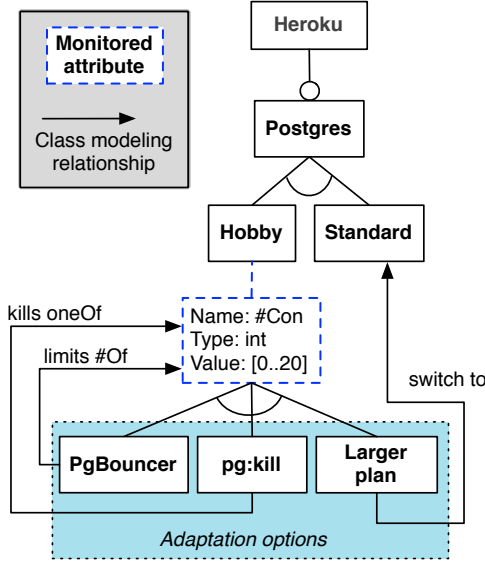 Heroku
Monitored
attribute
Class modeling
relationship
Postgres
Hobby
Standard
kills oneOf
Name: #Con
Type: int
Value: [0..20]
limits #Of
switch to
PgBouncer
pg:kill
Larger
plan
Adaptation options